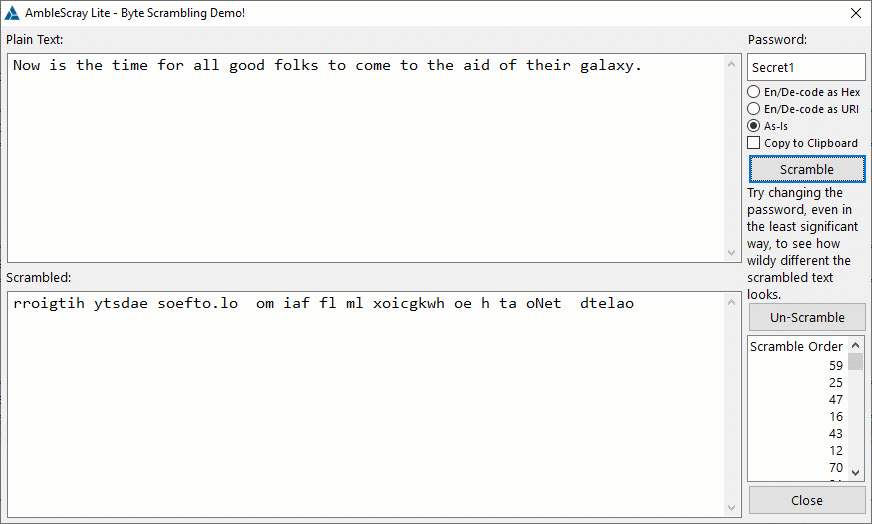 AmbleScray Lite - Byte Scrambling Demo!
Plain Text:
Now is the time for all good folks to come to the aid of their galaxy.
Password:
Secret1
En/De-code as Hex
En/De-code as URI
As-Is
Copy to Clipboard
Scramble
Try changing the
password, even in
the least significant
way, to see how
wildy different the
scrambled text
looks.
Scrambled:
rroigtih ytsdae soefto.lo  om iaf fl ml xoicgkwh oe h ta oNet  dtelao
Un-Scramble
Scramble Order
59
25
47
16
43
12
70
Close